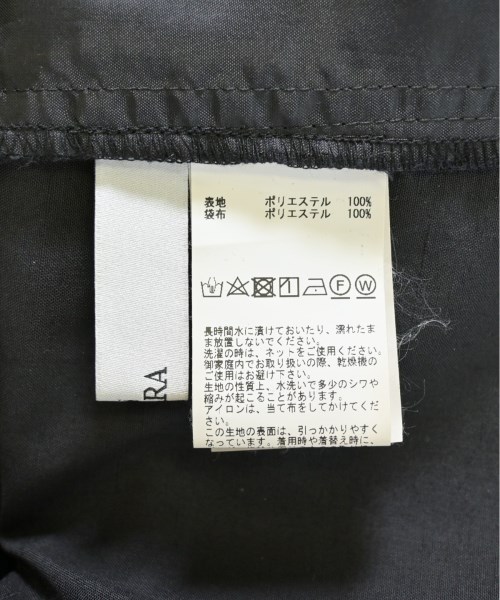 表地 ポリエステル 100%
袋布 ポリエステル 100%
F W
長時間水に漬けておいたり、濡れたま
ま放置しないでください。
洗濯の時は、ネットをご使用ください。
御家庭内でお取り扱いの際、乾燥機の
ご使用はお避け下さい。
生地の性質上、水洗いで多少のシワや
縮みが起こることがあります。
アイロンは、当て布をしてかけてくだ
さい。
この生地の表面は、引っかかりやすく
なっています。着用時や着替え時に、
RA